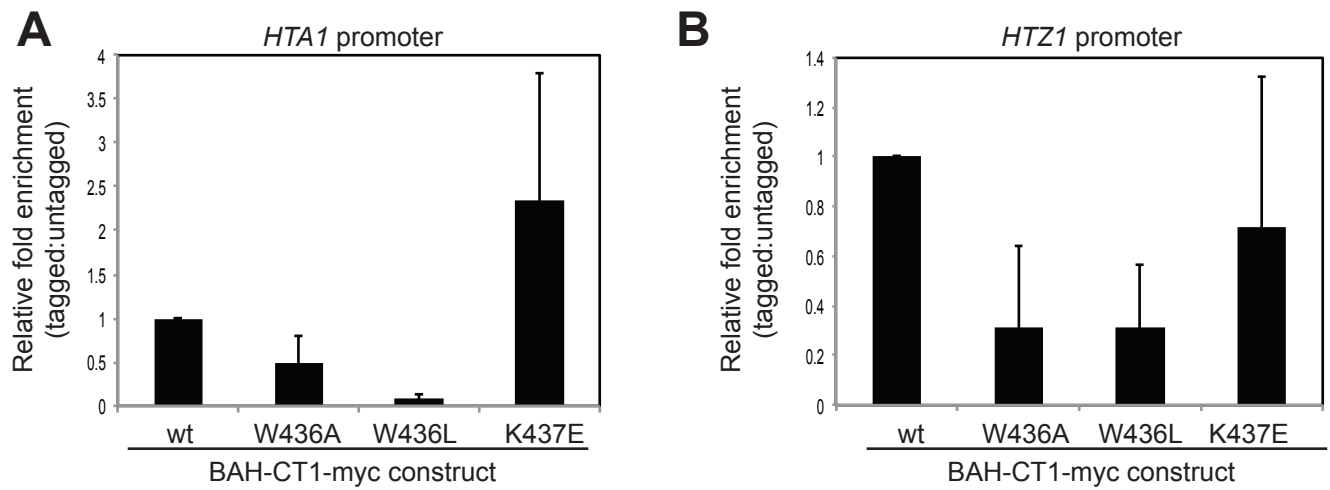 A
HTA1 promoter
Relative fold enrichment
(tagged:untagged)
4
3.5
3
2.5
2
1.5
1
0.5
0
wt W436A W436L K437E
BAH-CT1-myc construct
B
HTZ1 promoter
Relative fold enrichment
(tagged:untagged)
1.4
1.2
1
0.8
0.6
0.4
0.2
0
wt W436A W436L K437E
BAH-CT1-myc construct